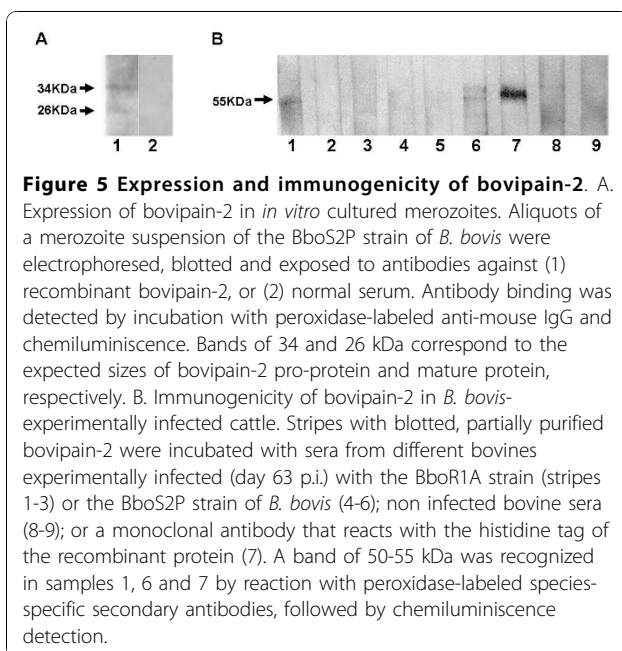 A
B
34KDa
26KDa
1 2
55KDa
1 2 3 4 5 6 7 8 9
Figure 5 Expression and immunogenicity of bovipain-2. A.
Expression of bovipain-2 in in vitro cultured merozoites. Aliquots of
a merozoite suspension of the BboS2P strain of B. bovis were
electrophoresed, blotted and exposed to antibodies against (1)
recombinant bovipain-2, or (2) normal serum. Antibody binding was
detected by incubation with peroxidase-labeled anti-mouse IgG and
chemiluminiscence. Bands of 34 and 26 kDa correspond to the
expected sizes of bovipain-2 pro-protein and mature protein,
respectively. B. Immunogenicity of bovipain-2 in B. bovis-
experimentally infected cattle. Stripes with blotted, partially purified
bovipain-2 were incubated with sera from different bovines
experimentally infected (day 63 p.i.) with the BboR1A strain (stripes
1-3) or the BboS2P strain of B. bovis (4-6); non infected bovine sera
(8-9); or a monoclonal antibody that reacts with the histidine tag of
the recombinant protein (7). A band of 50-55 kDa was recognized
in samples 1, 6 and 7 by reaction with peroxidase-labeled species-
specific secondary antibodies, followed by chemiluminiscence
detection.